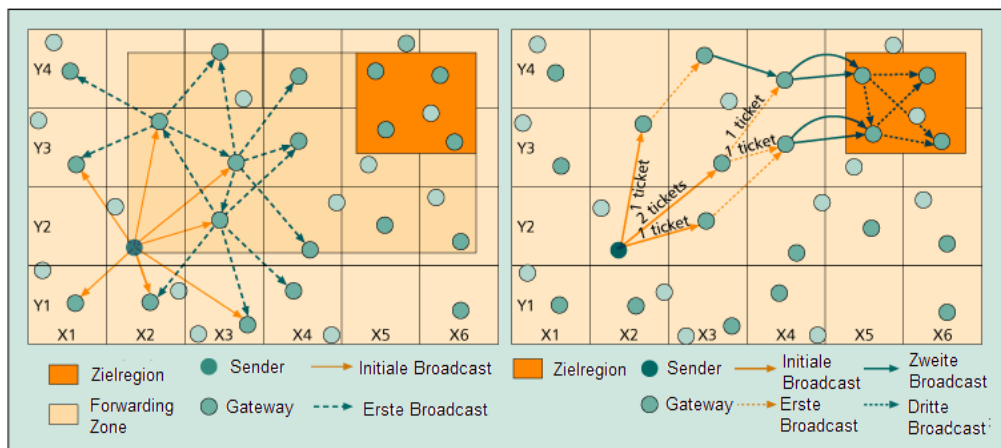 Y4
Y3
Y2
Y1
X1 X2 X3 X4 X5 X6
Zielregion
Sender
Initiale Broadcast
Forwarding
Zone
Gateway
Erste Broadcast
Y4
Y3
Y2
Y1
1 ticket
2 tickets
1 ticket
1 ticket
1 ticket
X1 X2 X3 X4 X5 X6
Zielregion
Sender
Initiale
Broadcast
Zweite
Broadcast
Gateway
Erste
Broadcast
Dritte
Broadcast